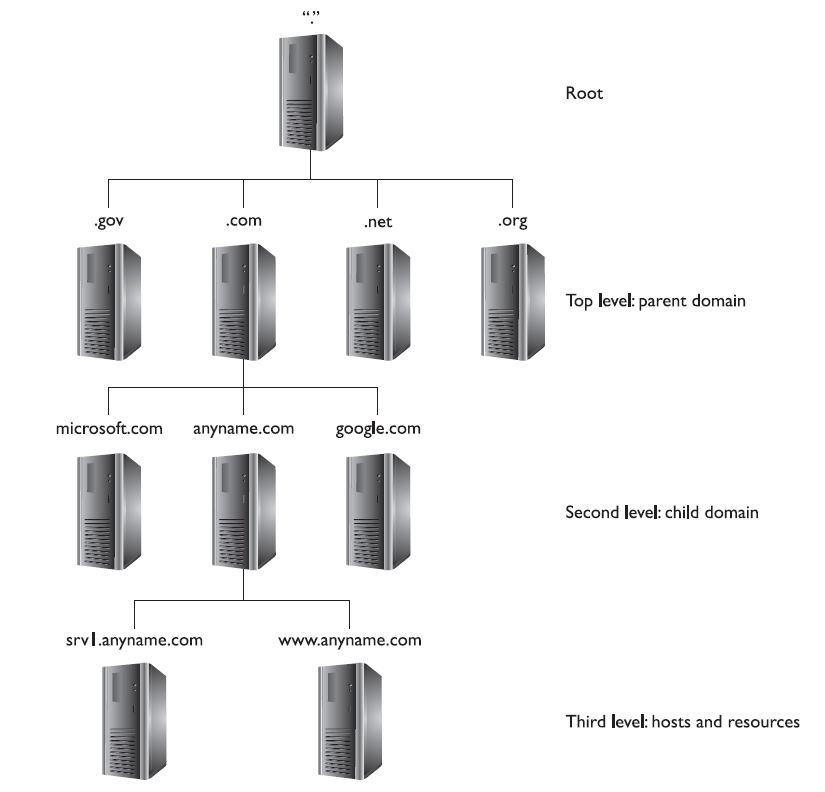 “.”
Root
.gov .com .net .org
Top level: parent domain
microsoft.com anyname.com google.com
Second level: child domain
srv1.anyname.com www.anyname.com
Third level: hosts and resources